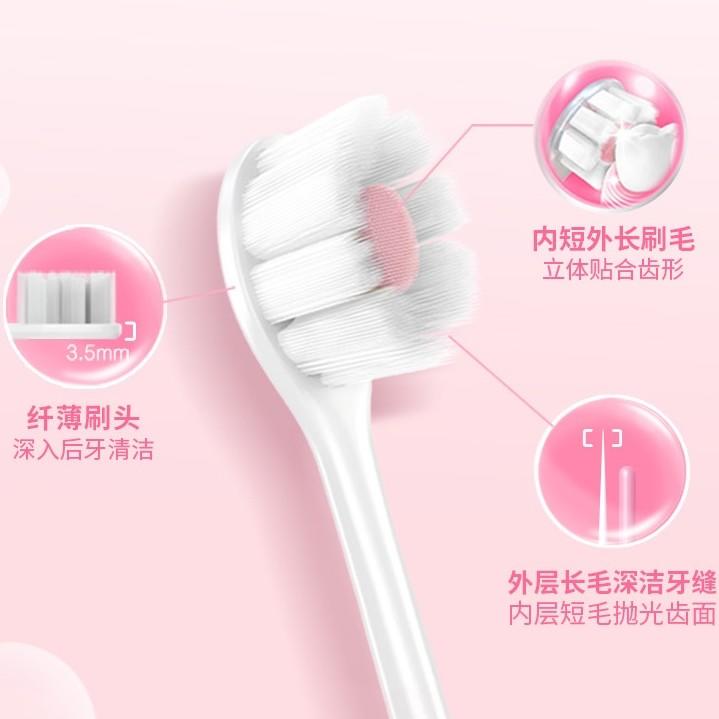 内短外长刷毛
立体贴合齿形
3.5mm
纤薄刷头
深入后牙清洁
外层长毛深洁牙缝
内层短毛抛光齿面